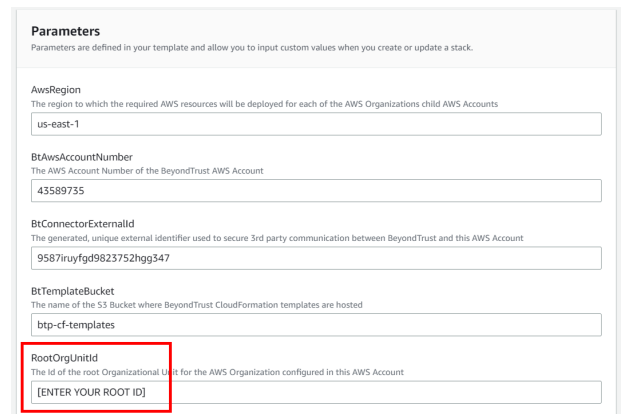 Parameters
Parameters are defined in your template and allow you to input custom values when you create or update a stack.
AwsRegion
The region to which the required AWS resources will be deployed for each of the AWS Organizations child AWS Accounts
us-east-1
BtAwsAccountNumber
The AWS Account Number of the BeyondTrust AWS Account
43589735
BtConnectorExternalId
The generated, unique external identifier used to secure 3rd party communication between BeyondTrust and this AWS Account
9587iruyfgd9823752hgg347
BtTemplateBucket
The name of the S3 Bucket where BeyondTrust CloudFormation templates are hosted
btp-cf-templates
RootOrgUnitId
The Id of the root Organizational Unit for the AWS Organization configured in this AWS Account
[ENTER YOUR ROOT ID]